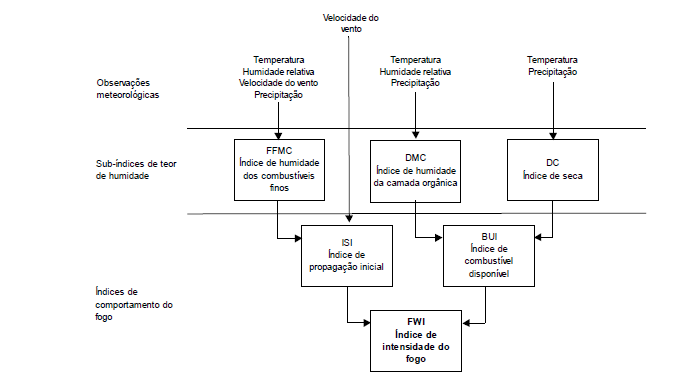 Velocidade do
vento
Observações
meteorológicas
Temperatura
Humidade relativa
Velocidade do vento
Precipitação
Temperatura
Humidade relativa
Precipitação
Temperatura
Precipitação
Sub-índices de teor
de humidade
FFMC
Índice de humidade
dos combustíveis
finos
DMC
Índice de humidade
da camada orgânica
DC
Índice de seca
ISI
Índice de
propagação inicial
BUI
Índice de
combustível
disponível
Índices de
comportamento do
fogo
FWI
Índice de
intensidade do
fogo